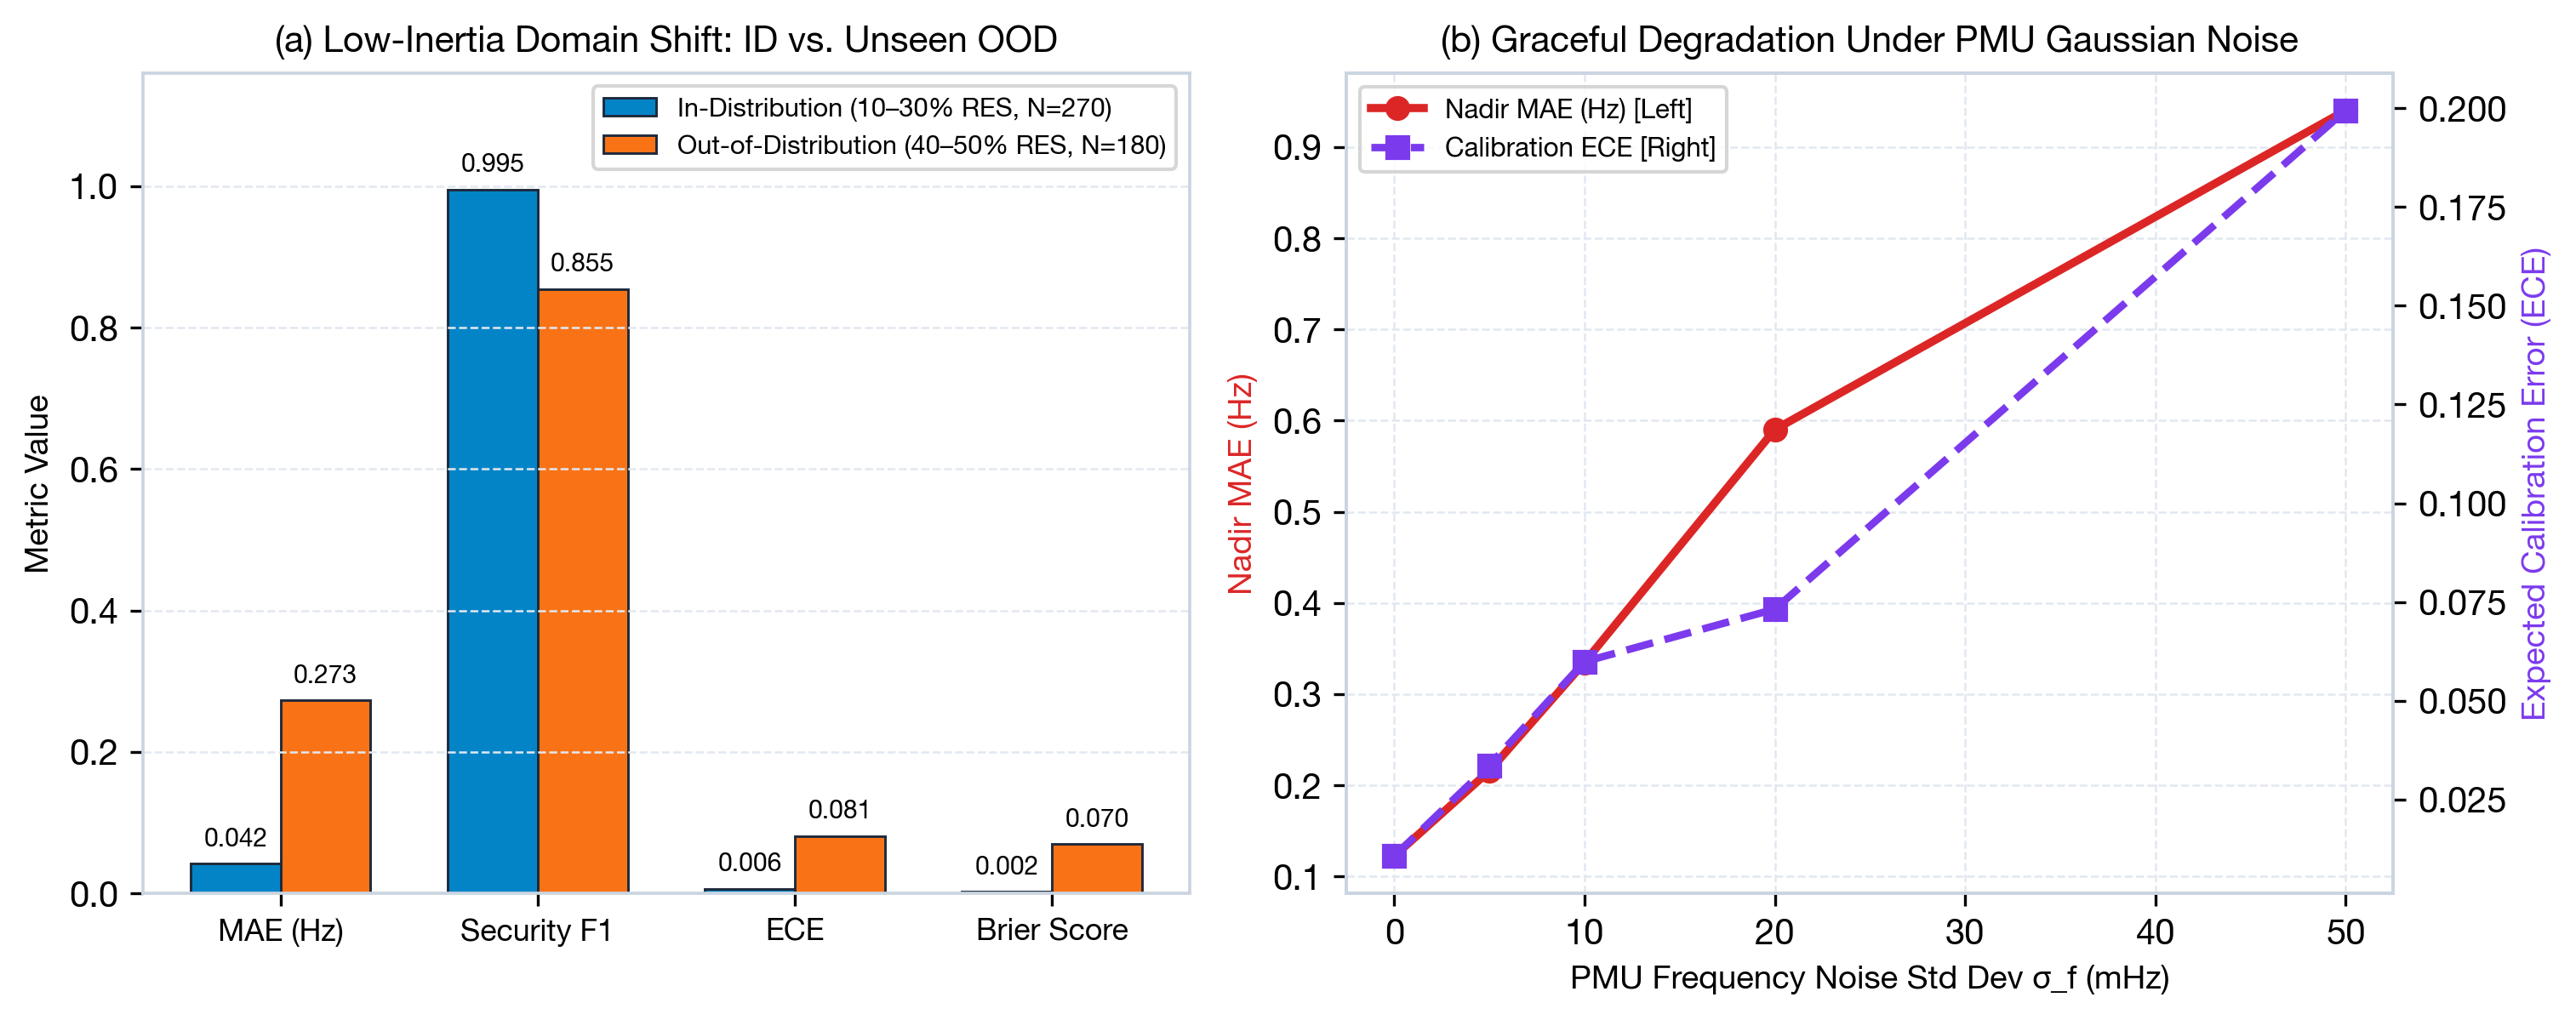 (a) Low-Inertia Domain Shift: ID vs. Unseen OOD
In-Distribution (10–30% RES, N=270)
Out-of-Distribution (40–50% RES, N=180)
Metric Value
1.0
0.8
0.6
0.4
0.2
0.0
0.042
0.273
0.995
0.855
0.006
0.081
0.002
0.070
MAE (Hz)
Security F1
ECE
Brier Score
(b) Graceful Degradation Under PMU Gaussian Noise
Nadir MAE (Hz) [Left]
Calibration ECE [Right]
Nadir MAE (Hz)
0.9
0.8
0.7
0.6
0.5
0.4
0.3
0.2
0.1
0.200
0.175
0.150
0.125
0.100
0.075
0.050
0.025
Expected Calibration Error (ECE)
0
10
20
30
40
50
PMU Frequency Noise Std Dev σ_f (mHz)